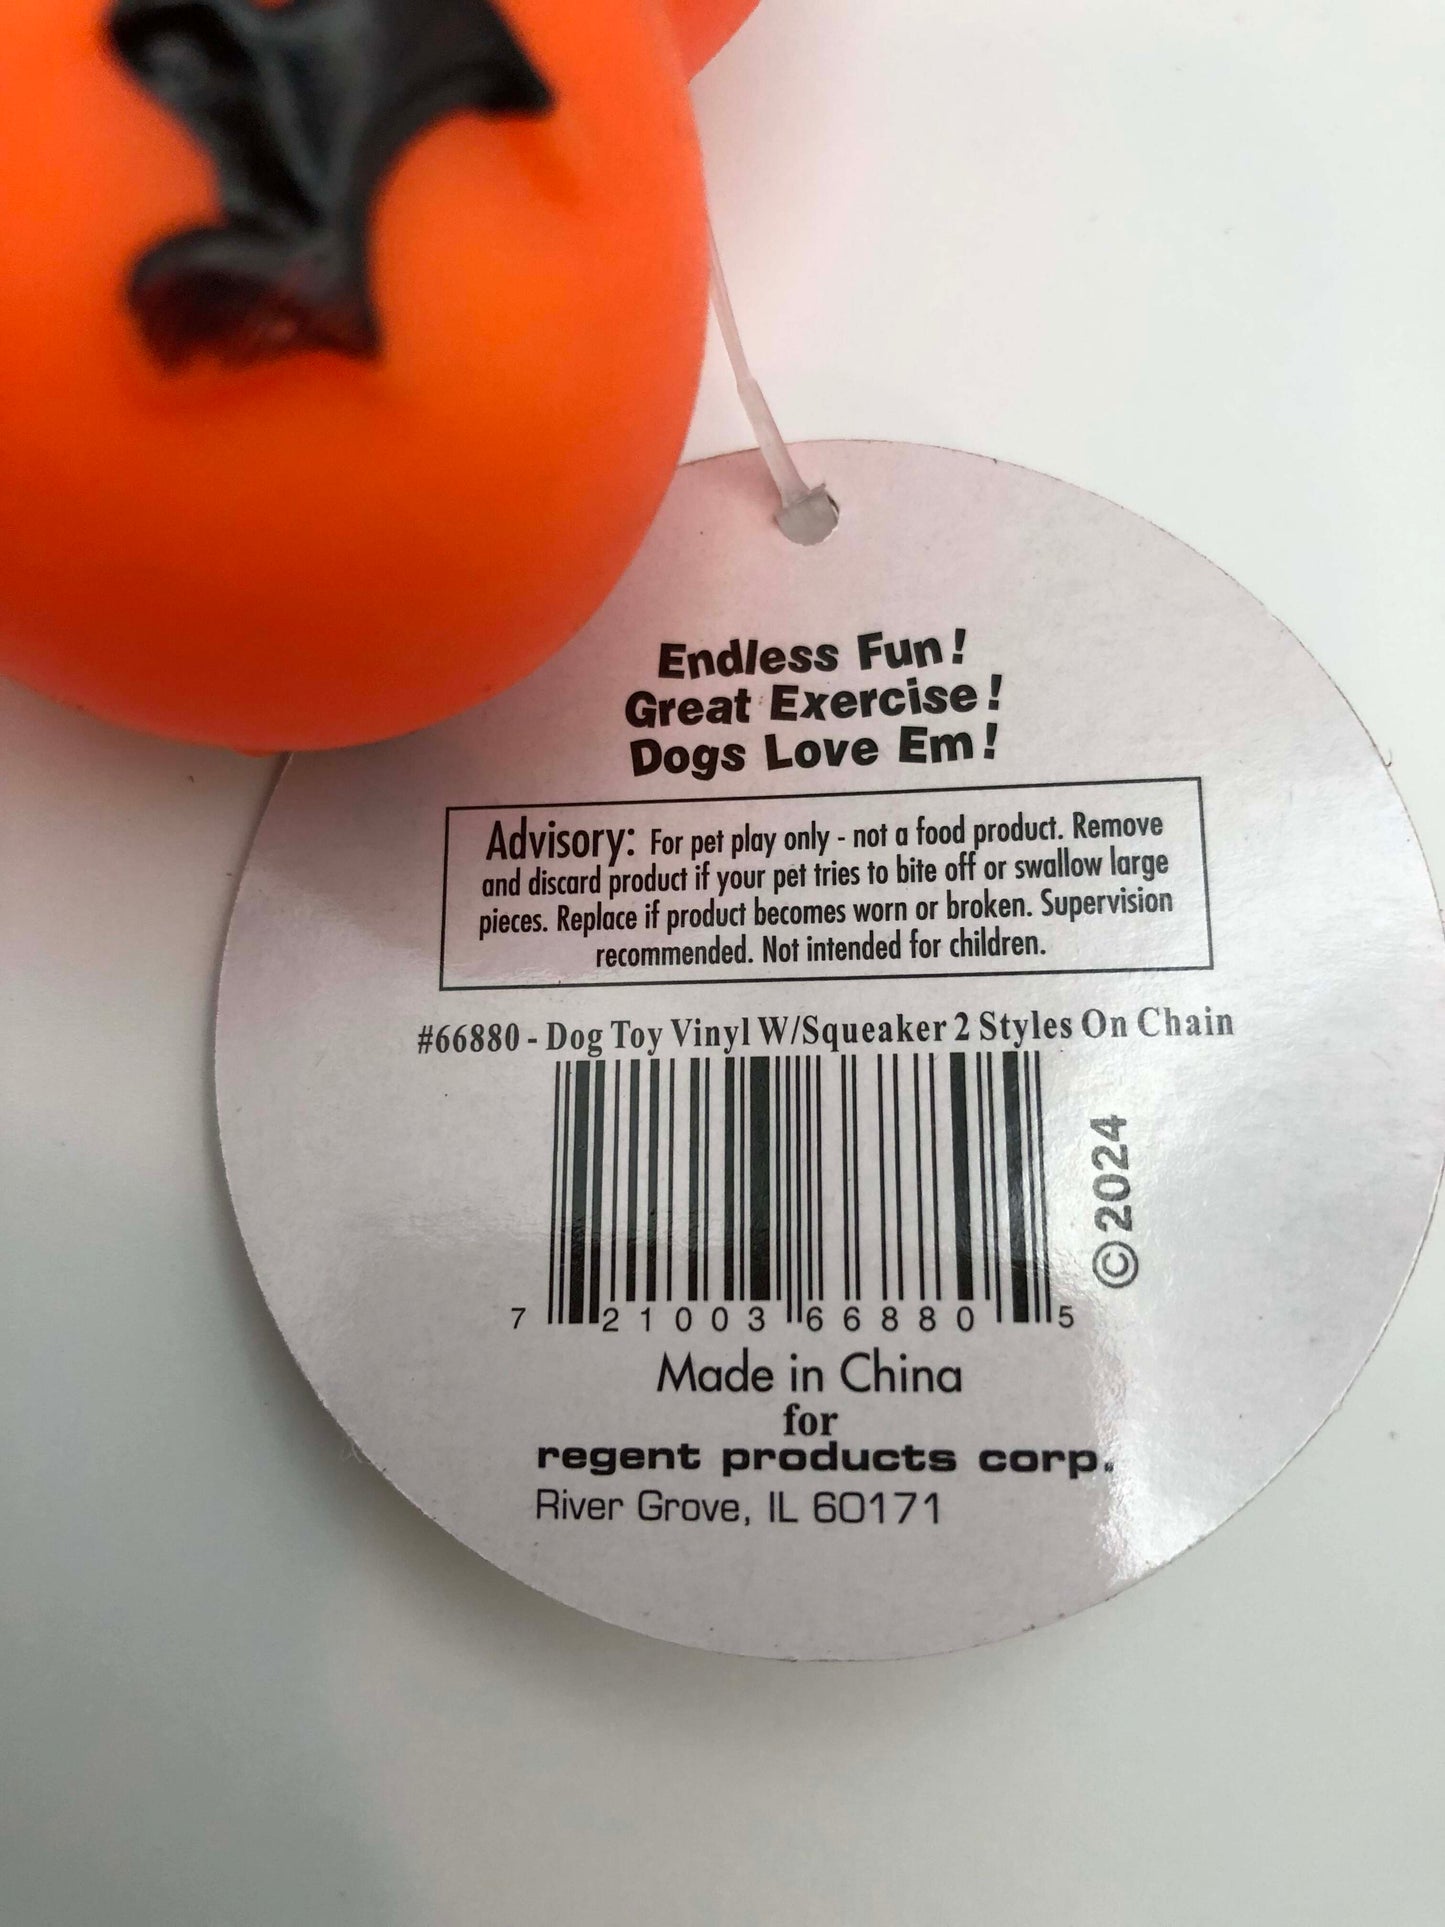 Endless Fun!
Great Exercise!
Dogs Love Em!
Advisory: For pet play only - not a food product. Remove
and discard product if your pet tries to bite off or swallow large
pieces. Replace if product becomes worn or broken. Supervision
recommended. Not intended for children.
#66880 - Dog Toy Vinyl W/Squeaker 2 Styles On Chain
©2024
7 21003 66880 5
Made in China
for
regent products corp.
River Grove, IL 60171